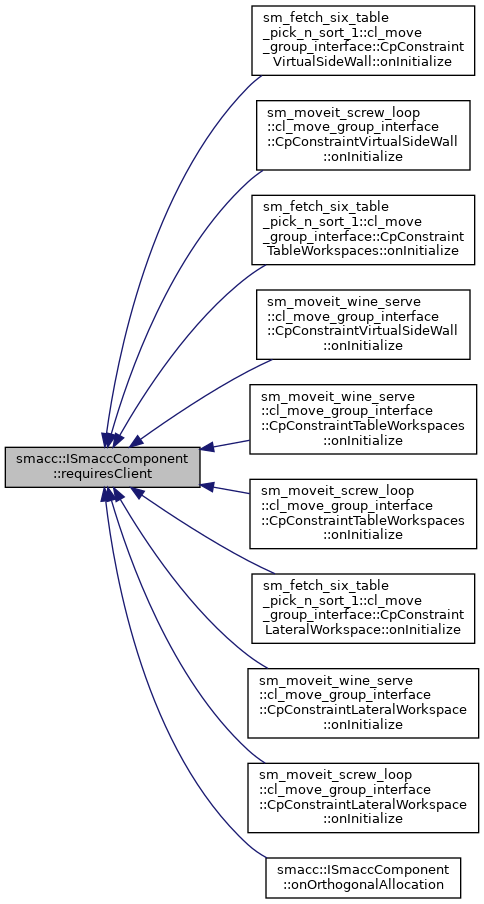 sm_fetch_six_table
_pick_n_sort_1::cl_move
_group_interface::CpConstraint
VirtualSideWall::onInitialize
sm_moveit_screw_loop
::cl_move_group_interface
::CpConstraintVirtualSideWall
::onInitialize
sm_fetch_six_table
_pick_n_sort_1::cl_move
_group_interface::CpConstraint
TableWorkspaces::onInitialize
sm_moveit_wine_serve
::cl_move_group_interface
::CpConstraintVirtualSideWall
::onInitialize
sm_moveit_wine_serve
::cl_move_group_interface
::CpConstraintTableWorkspaces
::onInitialize
smacc::ISmaccComponent
::requiresClient
sm_moveit_screw_loop
::cl_move_group_interface
::CpConstraintTableWorkspaces
::onInitialize
sm_fetch_six_table
_pick_n_sort_1::cl_move
_group_interface::CpConstraint
LateralWorkspace::onInitialize
sm_moveit_wine_serve
::cl_move_group_interface
::CpConstraintLateralWorkspace
::onInitialize
sm_moveit_screw_loop
::cl_move_group_interface
::CpConstraintLateralWorkspace
::onInitialize
smacc::ISmaccComponent
::onOrthogonalAllocation